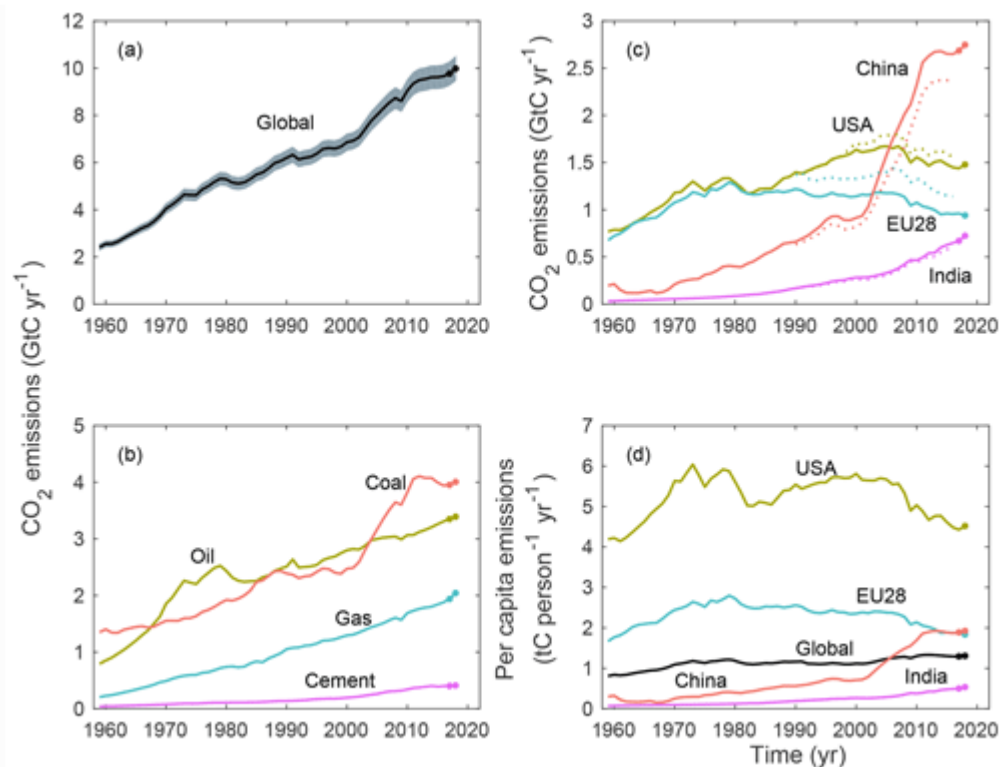 CO₂ emissions (GtC yr⁻¹)
(a)
Global
12
10
8
6
4
2
0
1960 1970 1980 1990 2000 2010 2020
(c)
CO₂ emissions (GtC yr⁻¹)
China
USA
EU28
India
3
2.5
2
1.5
1
0.5
0
1960 1970 1980 1990 2000 2010 2020
(b)
Coal
Oil
Gas
Cement
5
4
3
2
1
0
1960 1970 1980 1990 2000 2010 2020
(d)
Per capita emissions
(tC person⁻¹ yr⁻¹)
USA
EU28
Global
China
India
7
6
5
4
3
2
1
0
1960 1970 1980 1990 2000 2010 2020
Time (yr)